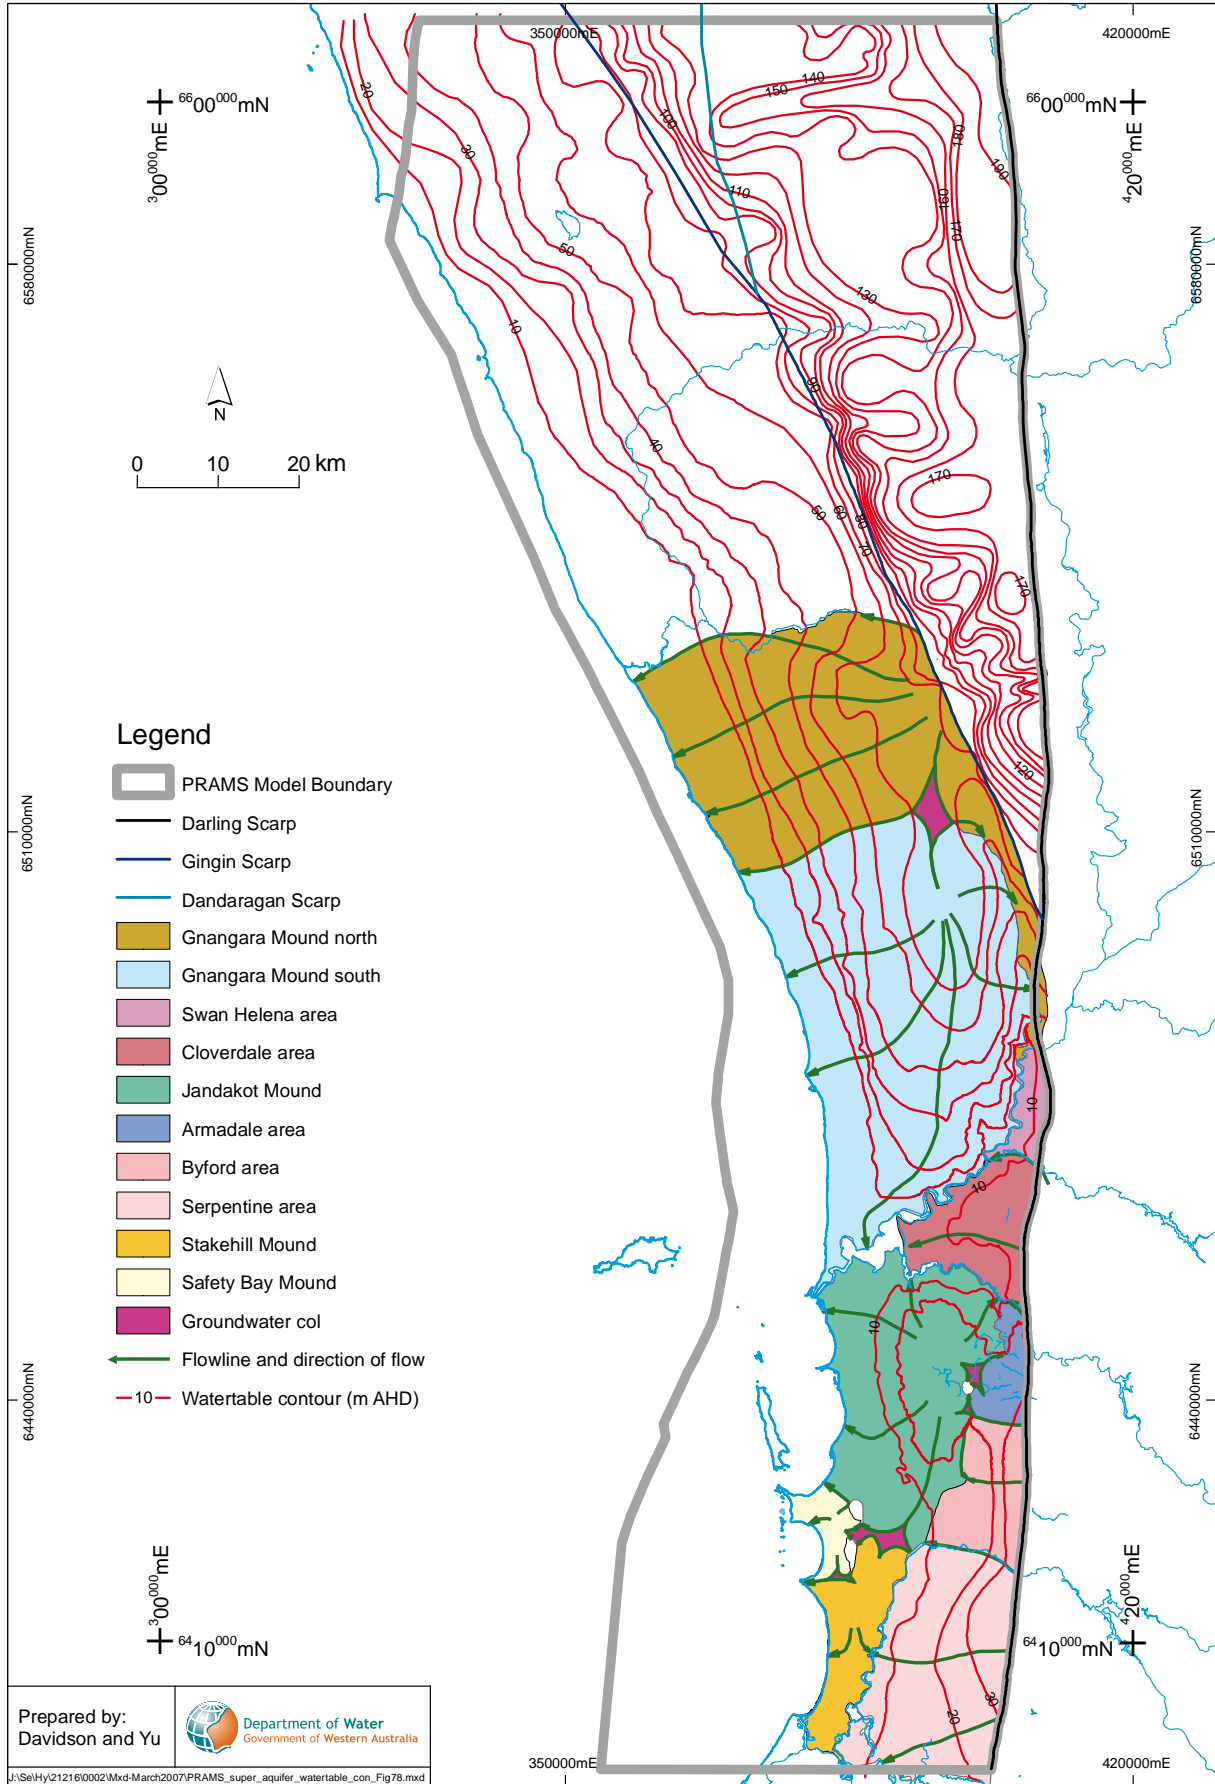 350000mE
420000mE
6600000mN
6600000mN
300000mE
420000mE
20
30
10
50
40
50
60
80
70
90
100
110
140
150
130
160
170
180
190
170
170
120
6580000mN
6580000mN
N
0 10 20 km
Legend
PRAMS Model Boundary
Darling Scarp
Gingin Scarp
Dandaragan Scarp
Gnangara Mound north
Gnangara Mound south
Swan Helena area
Cloverdale area
Jandakot Mound
Armadale area
Byford area
Serpentine area
Stakehill Mound
Safety Bay Mound
Groundwater col
Flowline and direction of flow
10 Watertable contour (m AHD)
6510000mN
6510000mN
10
10
10
6440000mN
6440000mN
300000mE
420000mE
6410000mN
6410000mN
20
30
Prepared by:
Davidson and Yu
Department of Water
Government of Western Australia
J:\Se\Hy\21216\0002\Mxd-March2007\PRAMS_super_aquifer_watertable_con_Fig78.mxd
350000mE
420000mE